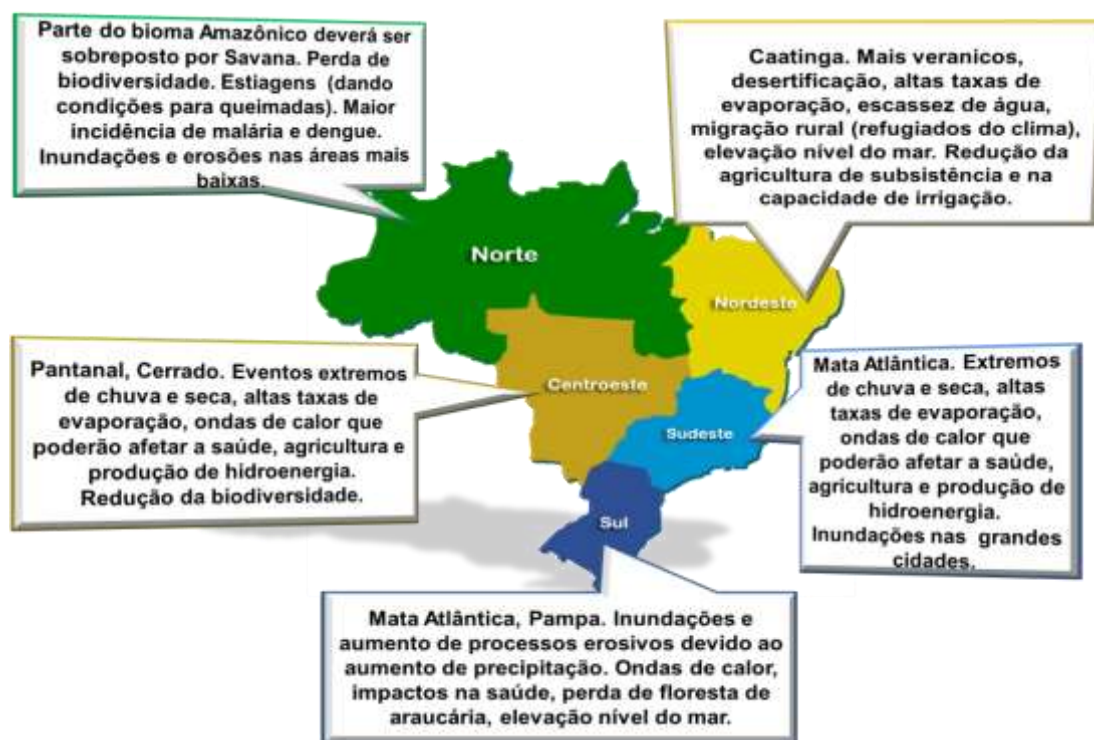 Parte do bioma Amazônico deverá ser
sobreposto por Savana. Perda de
biodiversidade. Estiagens (dando
condições para queimadas). Maior
incidência de malária e dengue.
Inundações e erosões nas áreas mais
baixas.
Caatinga. Mais veranicos,
desertificação, altas taxas de
evaporação, escassez de água,
migração rural (refugiados do clima),
elevação nível do mar. Redução da
agricultura de subsistência e na
capacidade de irrigação.
Norte
Nordeste
Pantanal, Cerrado. Eventos extremos
de chuva e seca, altas taxas de
evaporação, ondas de calor que
poderão afetar a saúde, agricultura e
produção de hidroenergia.
Redução da biodiversidade.
Centroeste
Sudeste
Mata Atlântica. Extremos
de chuva e seca, altas
taxas de evaporação,
ondas de calor que
poderão afetar a saúde,
agricultura e produção de
hidroenergia.
Inundações nas grandes
cidades.
Sul
Mata Atlântica, Pampa. Inundações e
aumento de processos erosivos devido ao
aumento de precipitação. Ondas de calor,
impactos na saúde, perda de floresta de
araucária, elevação nível do mar.